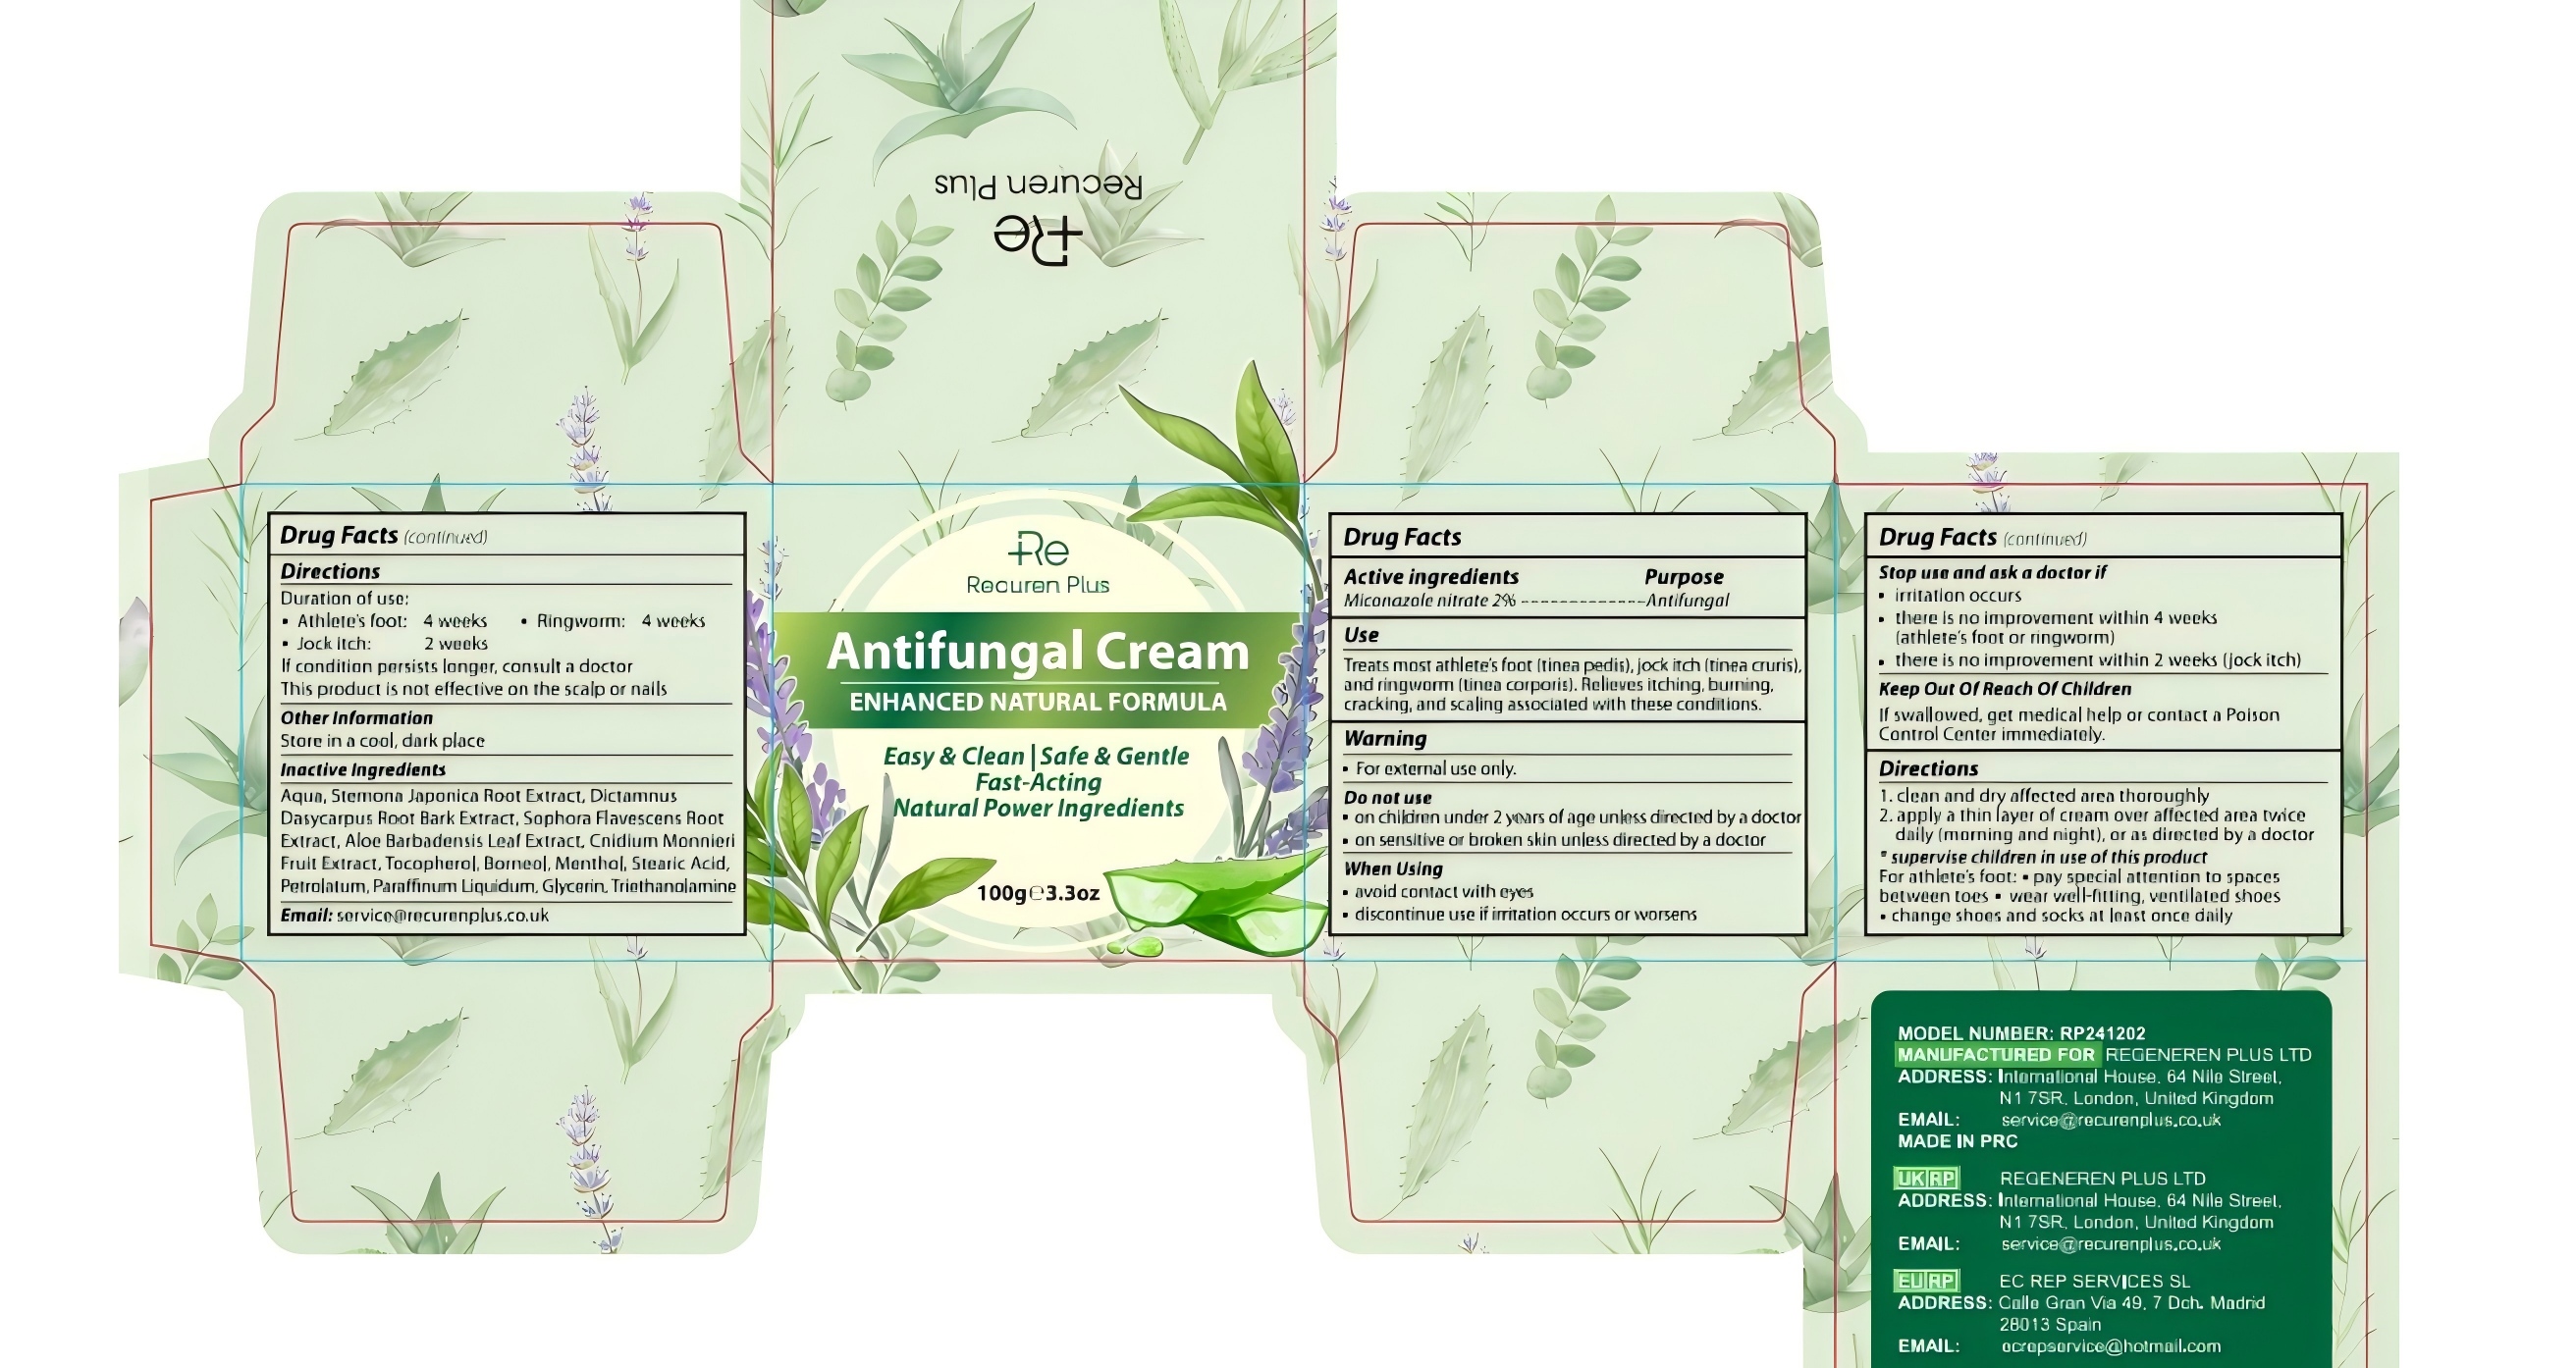 Recuren Plus
Re
Drug Facts (continued)
Directions
Duration of use:
▪ Athlete's foot: 4 weeks ▪ Ringworm: 4 weeks
▪ Jock itch: 2 weeks
If condition persists longer, consult a doctor
This product is not effective on the scalp or nails
Other Information
Store in a cool, dark place
Inactive Ingredients
Aqua, Stemona Japonica Root Extract, Dictamnus
Dasycarpus Root Bark Extract, Sophora Flavescens Root
Extract, Aloe Barbadensis Leaf Extract, Cnidium Monnieri
Fruit Extract, Tocopherol, Borneol, Menthol, Stearic Acid,
Petrolatum, Paraffinum Liquidum, Glycerin, Triethanolamine
Email: service@recurenplus.co.uk
Re
Recuren Plus
Antifungal Cream
ENHANCED NATURAL FORMULA
Easy & Clean | Safe & Gentle
Fast-Acting
Natural Power Ingredients
100g℮3.3oz
Drug Facts
Active ingredients Purpose
Miconazole nitrate 2% --------------Antifungal
Use
Treats most athlete's foot (tinea pedis), jock itch (tinea cruris),
and ringworm (tinea corporis). Relieves itching, burning,
cracking, and scaling associated with these conditions.
Warning
▪ For external use only.
Do not use
▪ on children under 2 years of age unless directed by a doctor
▪ on sensitive or broken skin unless directed by a doctor
When Using
▪ avoid contact with eyes
▪ discontinue use if irritation occurs or worsens
Drug Facts (continued)
Stop use and ask a doctor if
▪ irritation occurs
▪ there is no improvement within 4 weeks
(athlete's foot or ringworm)
▪ there is no improvement within 2 weeks (jock itch)
Keep Out Of Reach Of Children
If swallowed, get medical help or contact a Poison
Control Center immediately.
Directions
1. clean and dry affected area thoroughly
2. apply a thin layer of cream over affected area twice
daily (morning and night), or as directed by a doctor
* supervise children in use of this product
For athlete's foot: ▪ pay special attention to spaces
between toes ▪ wear well-fitting, ventilated shoes
▪ change shoes and socks at least once daily
MODEL NUMBER: RP241202
MANUFACTURED FOR REGENEREN PLUS LTD
ADDRESS: International House, 64 Nile Street,
N1 7SR, London, United Kingdom
EMAIL: service@recurenplus.co.uk
MADE IN PRC
UK RP REGENEREN PLUS LTD
ADDRESS: International House, 64 Nile Street,
N1 7SR, London, United Kingdom
EMAIL: service@recurenplus.co.uk
EU RP EC REP SERVICES SL
ADDRESS: Calle Gran Via 49, 7 Dch. Madrid
28013 Spain
EMAIL: ecrepservice@hotmail.com